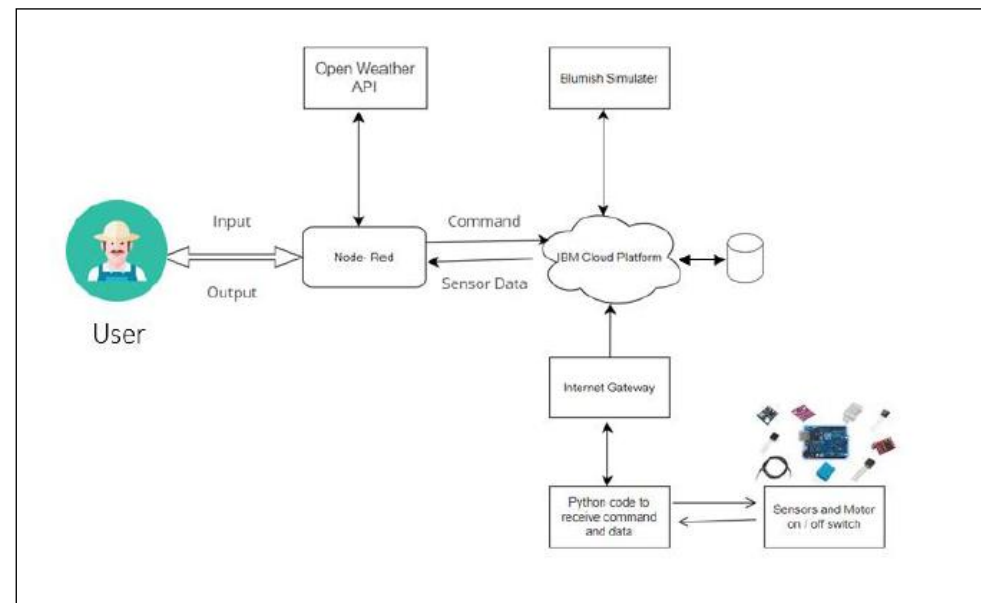 Open Weather
API
Blumish Simulater
Input
Command
Node- Red
IBM Cloud Platform
Output
Sensor Data
User
Internet Gateway
Python code to
receive command
and data
Sensors and Motor
on / off switch